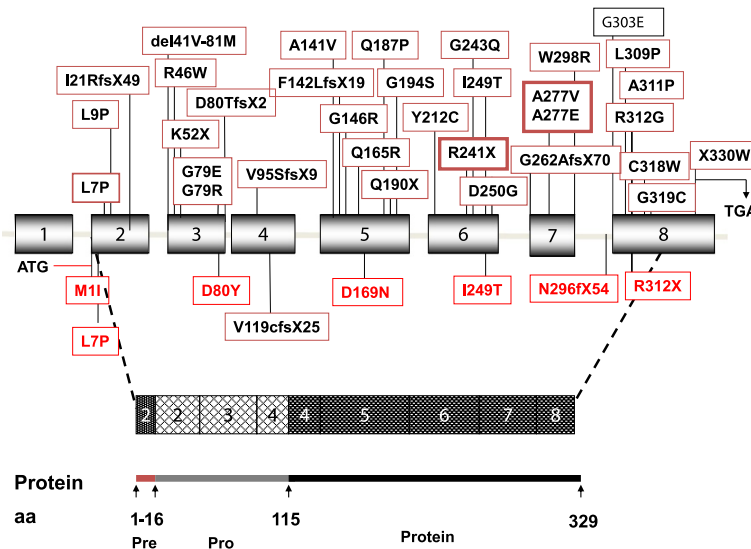 G303E
del41V-81M
A141V
Q187P
G243Q
L309P
W298R
I21RfsX49
R46W
F142LfsX19
G194S
I249T
A311P
D80TfsX2
A277V
A277E
L9P
G146R
Y212C
R312G
K52X
Q165R
R241X
G262AfsX70
X330W
G79E
G79R
V95SfsX9
C318W
L7P
Q190X
D250G
G319C
TGA
1
2
3
4
5
6
7
8
ATG
M1I
D80Y
D169N
I249T
N296fX54
R312X
L7P
V119cfsX25
2
2
3
4
4
5
6
7
8
Protein
aa
1-16
115
329
Pre
Pro
Protein